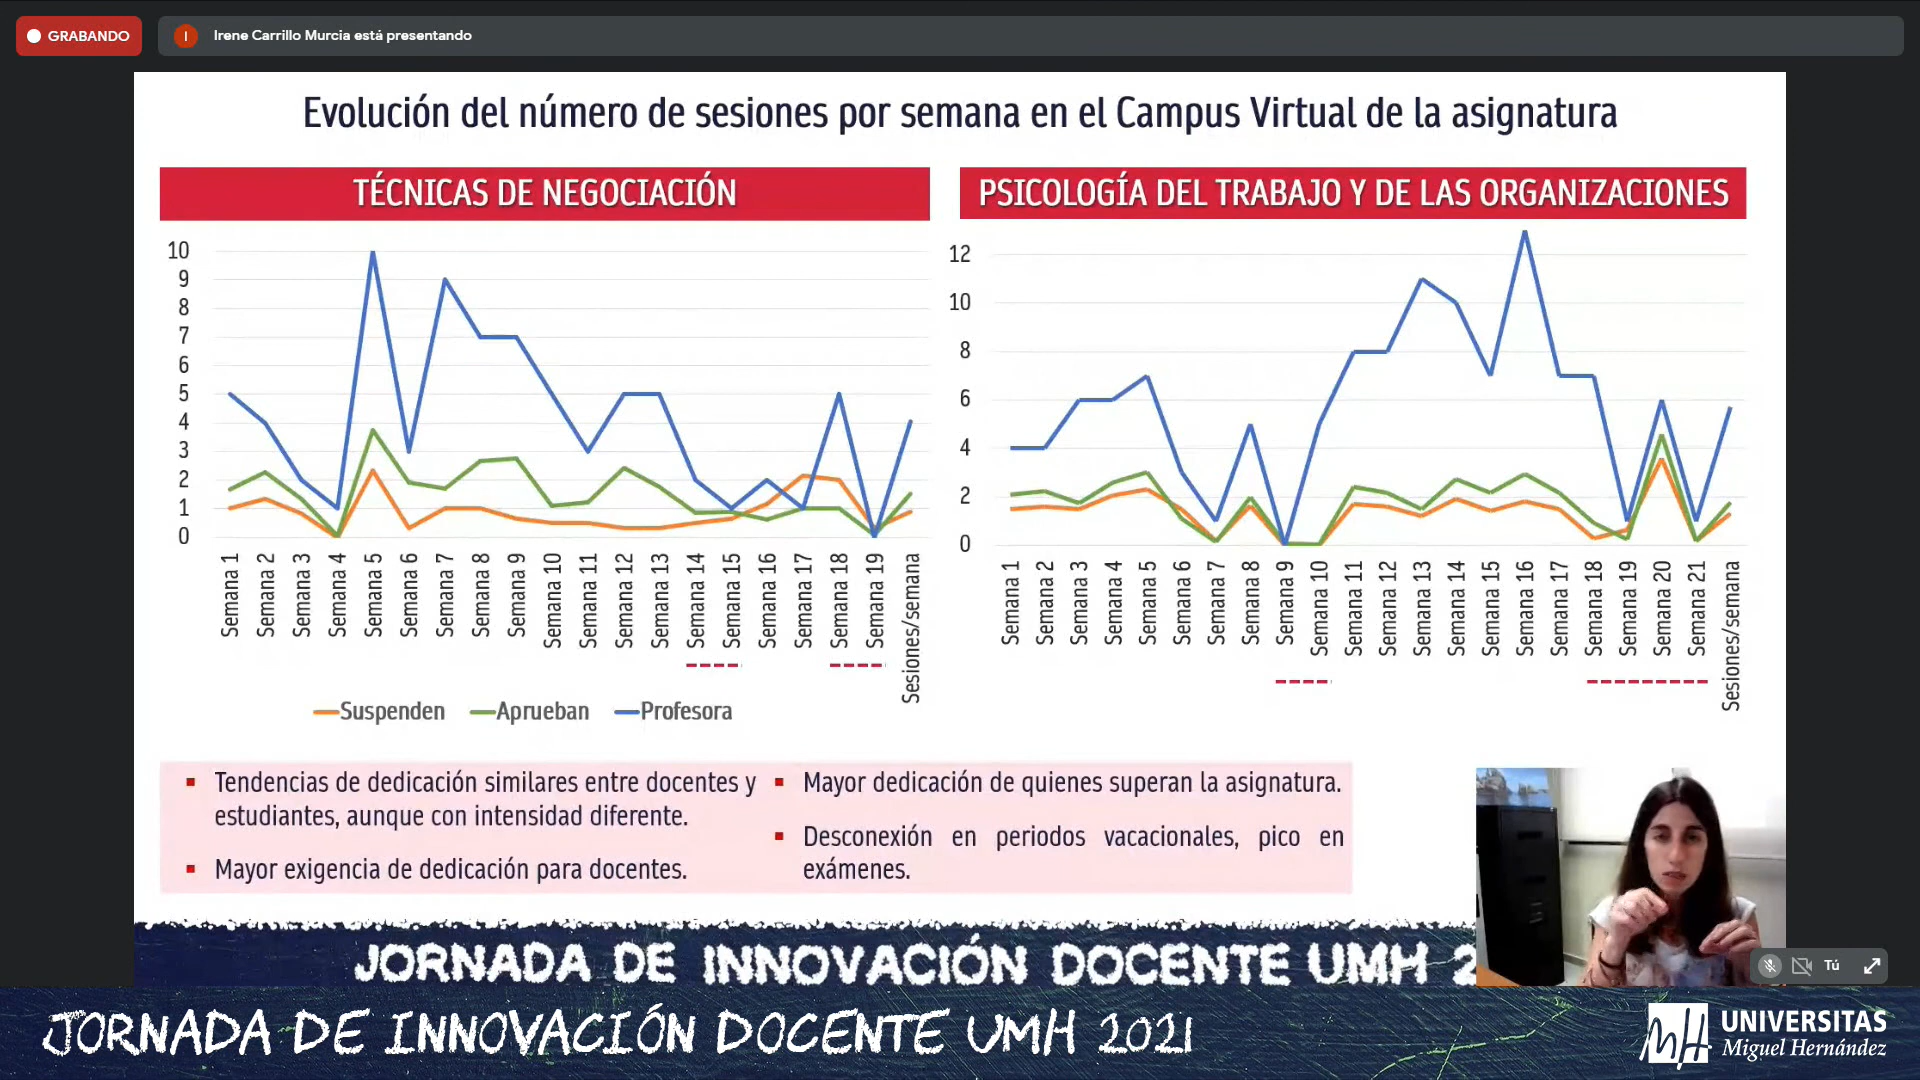 GRABANDO
I
Irene Carrillo Murcia está presentando
Evolución del número de sesiones por semana en el Campus Virtual de la asignatura
TÉCNICAS DE NEGOCIACIÓN
10
9
8
7
6
5
4
3
2
1
0
Semana 1
Semana 2
Semana 3
Semana 4
Semana 5
Semana 6
Semana 7
Semana 8
Semana 9
Semana 10
Semana 11
Semana 12
Semana 13
Semana 14
Semana 15
Semana 16
Semana 17
Semana 18
Semana 19
Sesiones/semana
Suspenden Aprueban Profesora
PSICOLOGÍA DEL TRABAJO Y DE LAS ORGANIZACIONES
12
10
8
6
4
2
0
Semana 1
Semana 2
Semana 3
Semana 4
Semana 5
Semana 6
Semana 7
Semana 8
Semana 9
Semana 10
Semana 11
Semana 12
Semana 13
Semana 14
Semana 15
Semana 16
Semana 17
Semana 18
Semana 19
Semana 20
Semana 21
Sesiones/semana
▪ Tendencias de dedicación similares entre docentes y
estudiantes, aunque con intensidad diferente.
▪ Mayor exigencia de dedicación para docentes.
▪ Mayor dedicación de quienes superan la asignatura.
▪ Desconexión en periodos vacacionales, pico en
exámenes.
Tú
JORNADA DE INNOVACIÓN DOCENTE UMH 2
JORNADA DE INNOVACIÓN DOCENTE UMH 2021
UNIVERSITAS
Miguel Hernández